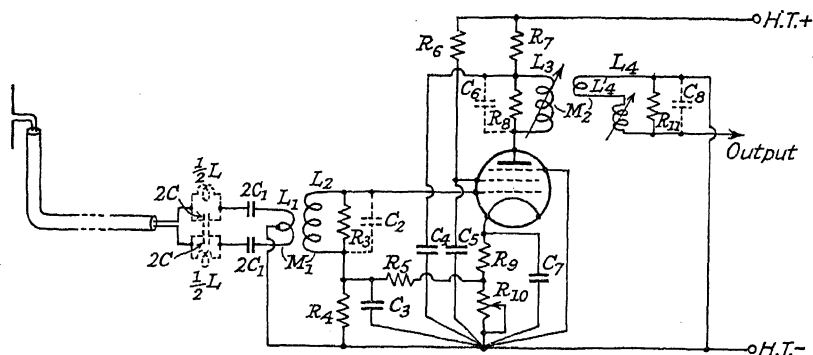 H.T.+
R6
R7
L3
L4
C6
R8
M2
L'4
R11
C8
Output
½L
2C
2C1
L1
L2
R3
C2
C4
C5
R9
C7
2C
2C1
M1
R5
R10
½L
R4
C3
H.T.-